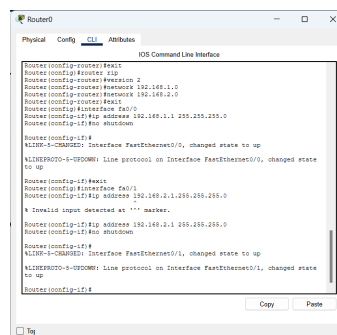 Router0
Physical Config CLI Attributes
IOS Command Line Interface
Router(config-router)#exit
Router(config)#router rip
Router(config-router)#version 2
Router(config-router)#network 192.168.1.0
Router(config-router)#network 192.168.2.0
Router(config-router)#exit
Router(config)#interface fa0/0
Router(config-if)#ip address 192.168.1.1 255.255.255.0
Router(config-if)#no shutdown
Router(config-if)#
%LINK-5-CHANGED: Interface FastEthernet0/0, changed state to up
%LINEPROTO-5-UPDOWN: Line protocol on Interface FastEthernet0/0, changed state
to up
Router(config-if)#exit
Router(config)#interface fa0/1
Router(config-if)#ip address 192.168.2.1.255.255.255.0
^
% Invalid input detected at '^' marker.
Router(config-if)#ip address 192.168.2.1 255.255.255.0
Router(config-if)#no shutdown
Router(config-if)#
%LINK-5-CHANGED: Interface FastEthernet0/1, changed state to up
%LINEPROTO-5-UPDOWN: Line protocol on Interface FastEthernet0/1, changed state
to up
Router(config-if)#
Copy Paste